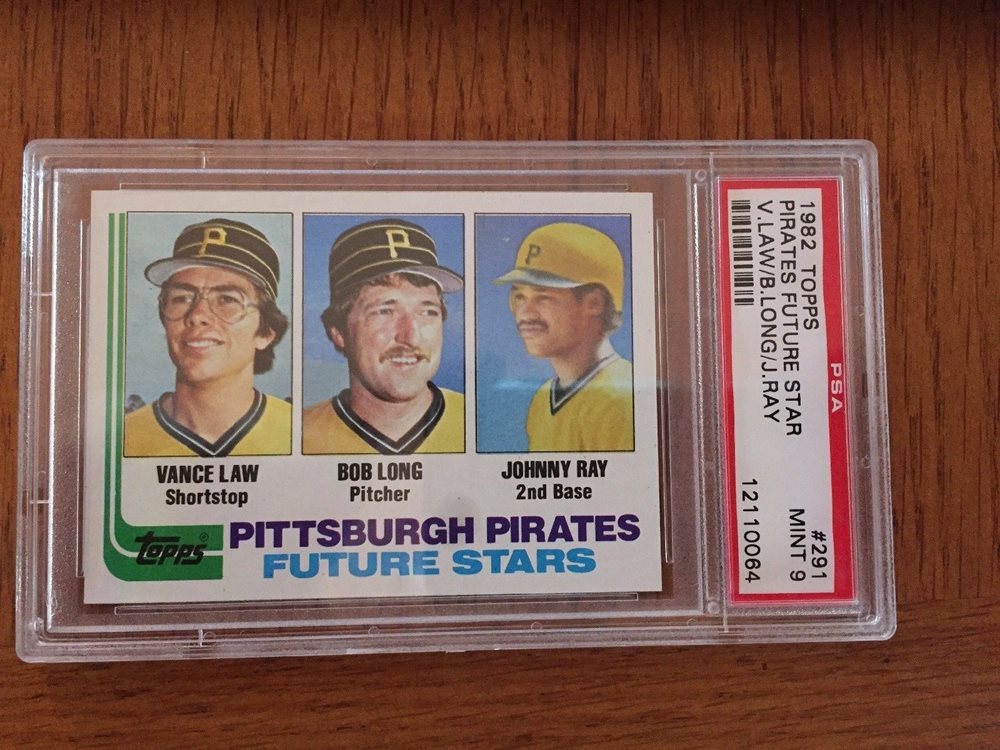 P
P
P
VANCE LAW
Shortstop
BOB LONG
Pitcher
JOHNNY RAY
2nd Base
topps®
PITTSBURGH PIRATES
FUTURE STARS
PSA
1982 TOPPS
PIRATES FUTURE STAR
V.LAW/B.LONG/J.RAY
#291
MINT 9
12110064